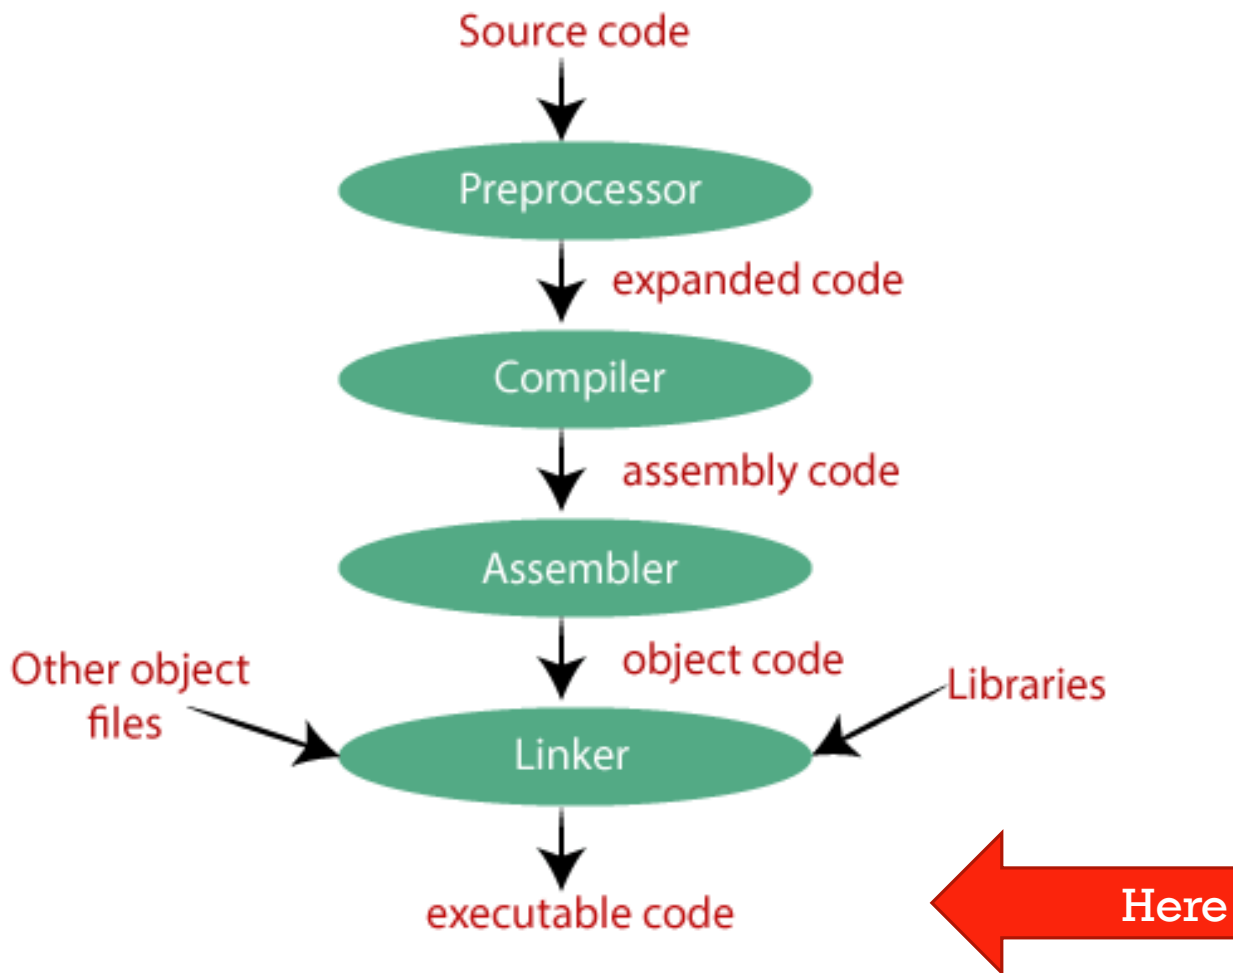 Source code
Preprocessor
expanded code
Compiler
assembly code
Assembler
object code
Other object
files
Libraries
Linker
executable code
Here